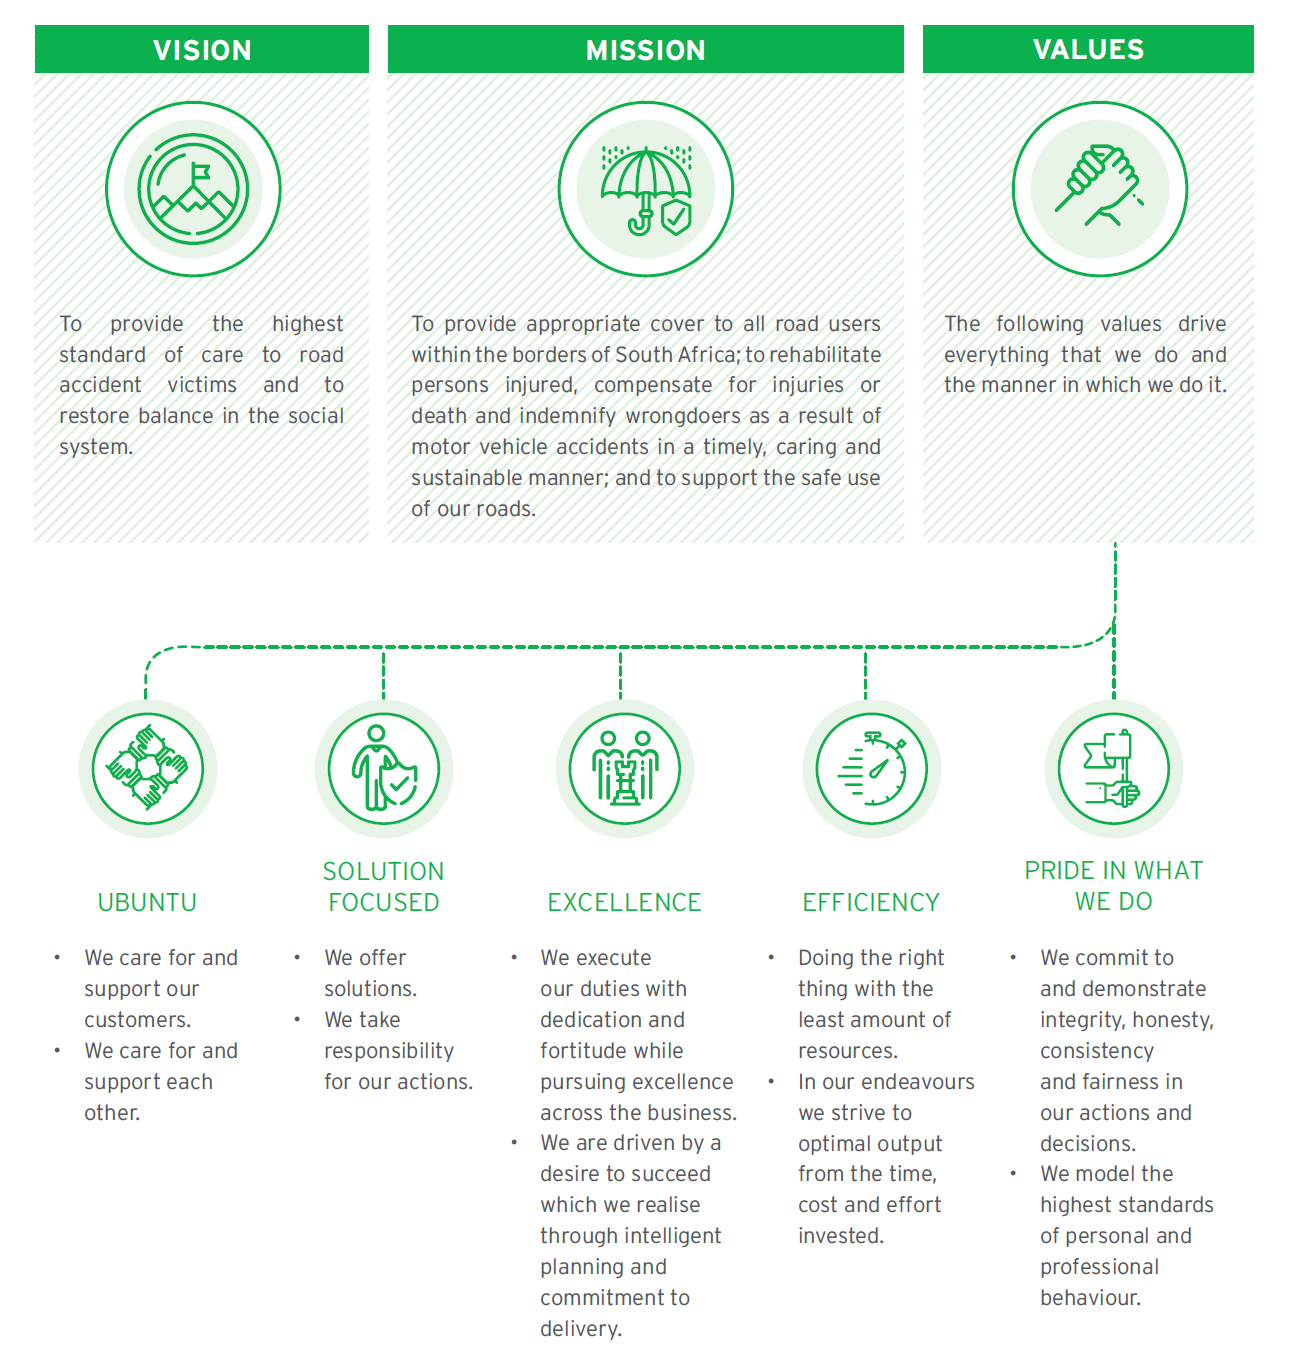 VISION
To provide the highest
standard of care to road
accident victims and to
restore balance in the social
system.
MISSION
To provide appropriate cover to all road users
within the borders of South Africa; to rehabilitate
persons injured, compensate for injuries or
death and indemnify wrongdoers as a result of
motor vehicle accidents in a timely, caring and
sustainable manner; and to support the safe use
of our roads.
VALUES
The following values drive
everything that we do and
the manner in which we do it.
UBUNTU
• We care for and
support our
customers.
• We care for and
support each
other.
SOLUTION
FOCUSED
• We offer
solutions.
• We take
responsibility
for our actions.
EXCELLENCE
• We execute
our duties with
dedication and
fortitude while
pursuing excellence
across the business.
• We are driven by a
desire to succeed
which we realise
through intelligent
planning and
commitment to
delivery.
EFFICIENCY
• Doing the right
thing with the
least amount of
resources.
• In our endeavours
we strive to
optimal output
from the time,
cost and effort
invested.
PRIDE IN WHAT
WE DO
• We commit to
and demonstrate
integrity, honesty,
consistency
and fairness in
our actions and
decisions.
• We model the
highest standards
of personal and
professional
behaviour.